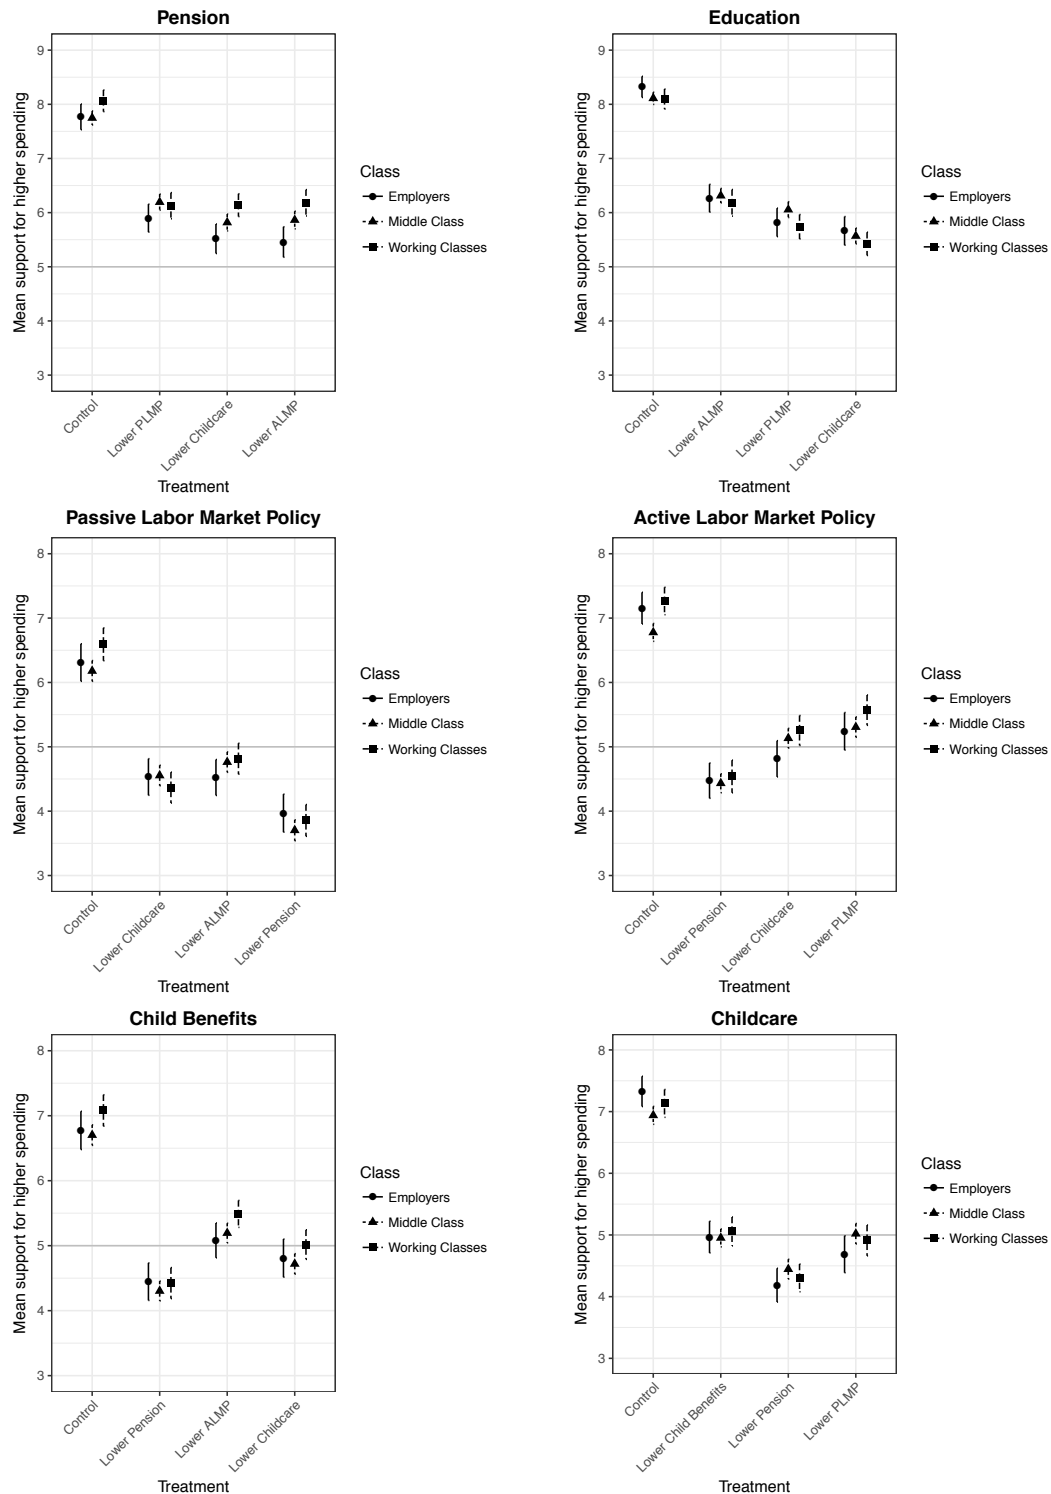 Pension
Mean support for higher spending
9
8
7
6
5
4
3
Control
Lower PLMP
Lower Childcare
Lower ALMP
Treatment
Class
Employers
Middle Class
Working Classes
Education
Mean support for higher spending
9
8
7
6
5
4
3
Control
Lower ALMP
Lower PLMP
Lower Childcare
Treatment
Class
Employers
Middle Class
Working Classes
Passive Labor Market Policy
Mean support for higher spending
8
7
6
5
4
3
Control
Lower Childcare
Lower ALMP
Lower Pension
Treatment
Class
Employers
Middle Class
Working Classes
Active Labor Market Policy
Mean support for higher spending
8
7
6
5
4
3
Control
Lower Pension
Lower Childcare
Lower PLMP
Treatment
Class
Employers
Middle Class
Working Classes
Child Benefits
Mean support for higher spending
8
7
6
5
4
3
Control
Lower Pension
Lower ALMP
Lower Childcare
Treatment
Class
Employers
Middle Class
Working Classes
Childcare
Mean support for higher spending
8
7
6
5
4
3
Control
Lower Child Benefits
Lower Pension
Lower PLMP
Treatment
Class
Employers
Middle Class
Working Classes